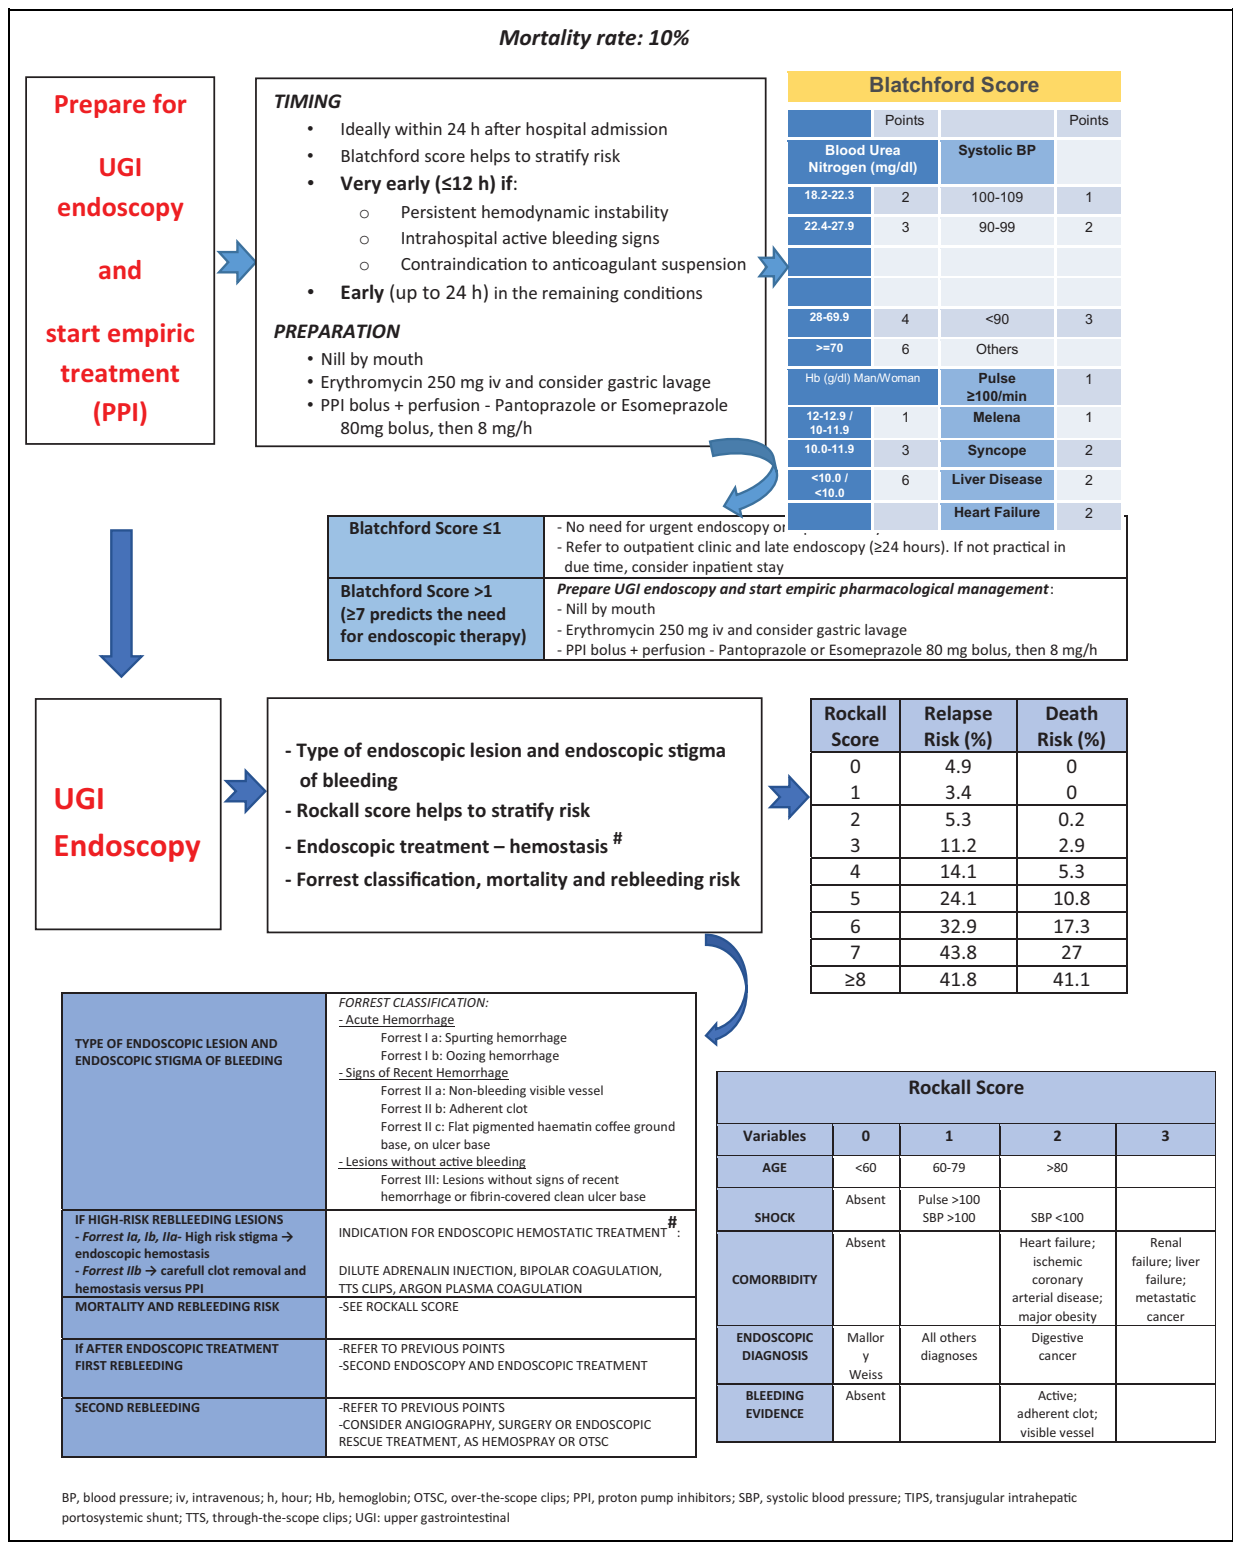 Mortality rate: 10%
Prepare for
UGI
endoscopy
and
start empiric
treatment
(PPI)
TIMING
• Ideally within 24 h after hospital admission
• Blatchford score helps to stratify risk
• Very early (≤12 h) if:
o Persistent hemodynamic instability
o Intrahospital active bleeding signs
o Contraindication to anticoagulant suspension
• Early (up to 24 h) in the remaining conditions
PREPARATION
• Nill by mouth
• Erythromycin 250 mg iv and consider gastric lavage
• PPI bolus + perfusion - Pantoprazole or Esomeprazole
80mg bolus, then 8 mg/h
Blatchford Score
Points Points
Blood Urea
Nitrogen (mg/dl) Systolic BP
18.2-22.3 2 100-109 1
22.4-27.9 3 90-99 2
28-69.9 4 <90 3
>=70 6 Others
Hb (g/dl) Man/Woman Pulse
≥100/min 1
12-12.9 /
10-11.9 1 Melena 1
10.0-11.9 3 Syncope 2
<10.0 /
<10.0 6 Liver Disease 2
Heart Failure 2
Blatchford Score ≤1
- No need for urgent endoscopy
- Refer to outpatient clinic and late endoscopy (≥24 hours). If not practical in
due time, consider inpatient stay
Blatchford Score >1
(≥7 predicts the need
for endoscopic therapy)
Prepare UGI endoscopy and start empiric pharmacological management:
- Nill by mouth
- Erythromycin 250 mg iv and consider gastric lavage
- PPI bolus + perfusion - Pantoprazole or Esomeprazole 80 mg bolus, then 8 mg/h
UGI
Endoscopy
- Type of endoscopic lesion and endoscopic stigma
of bleeding
- Rockall score helps to stratify risk
- Endoscopic treatment – hemostasis #
- Forrest classification, mortality and rebleeding risk
Rockall Relapse Death
Score Risk (%) Risk (%)
0 4.9 0
1 3.4 0
2 5.3 0.2
3 11.2 2.9
4 14.1 5.3
5 24.1 10.8
6 32.9 17.3
7 43.8 27
≥8 41.8 41.1
TYPE OF ENDOSCOPIC LESION AND
ENDOSCOPIC STIGMA OF BLEEDING
FORREST CLASSIFICATION:
- Acute Hemorrhage
Forrest I a: Spurting hemorrhage
Forrest I b: Oozing hemorrhage
- Signs of Recent Hemorrhage
Forrest II a: Non-bleeding visible vessel
Forrest II b: Adherent clot
Forrest II c: Flat pigmented haematin coffee ground
base, on ulcer base
- Lesions without active bleeding
Forrest III: Lesions without signs of recent
hemorrhage or fibrin-covered clean ulcer base
IF HIGH-RISK REBLLEEDING LESIONS
- Forrest Ia, Ib, IIa- High risk stigma →
endoscopic hemostasis
- Forrest IIb → carefull clot removal and
hemostasis versus PPI
INDICATION FOR ENDOSCOPIC HEMOSTATIC TREATMENT#:
DILUTE ADRENALIN INJECTION, BIPOLAR COAGULATION,
TTS CLIPS, ARGON PLASMA COAGULATION
MORTALITY AND REBLEEDING RISK
-SEE ROCKALL SCORE
If AFTER ENDOSCOPIC TREATMENT
FIRST REBLEEDING
-REFER TO PREVIOUS POINTS
-SECOND ENDOSCOPY AND ENDOSCOPIC TREATMENT
SECOND REBLEEDING
-REFER TO PREVIOUS POINTS
-CONSIDER ANGIOGRAPHY, SURGERY OR ENDOSCOPIC
RESCUE TREATMENT, AS HEMOSPRAY OR OTSC
Rockall Score
Variables 0 1 2 3
AGE <60 60-79 >80
SHOCK
Absent
Pulse >100
SBP >100
SBP <100
COMORBIDITY
Absent
Heart failure;
ischemic
coronary
arterial disease;
major obesity
Renal
failure; liver
failure;
metastatic
cancer
ENDOSCOPIC
DIAGNOSIS
Mallor
y
Weiss
All others
diagnoses
Digestive
cancer
BLEEDING
EVIDENCE
Absent
Active;
adherent clot;
visible vessel
BP, blood pressure; iv, intravenous; h, hour; Hb, hemoglobin; OTSC, over-the-scope clips; PPI, proton pump inhibitors; SBP, systolic blood pressure; TIPS, transjugular intrahepatic
portosystemic shunt; TTS, through-the-scope clips; UGI: upper gastrointestinal